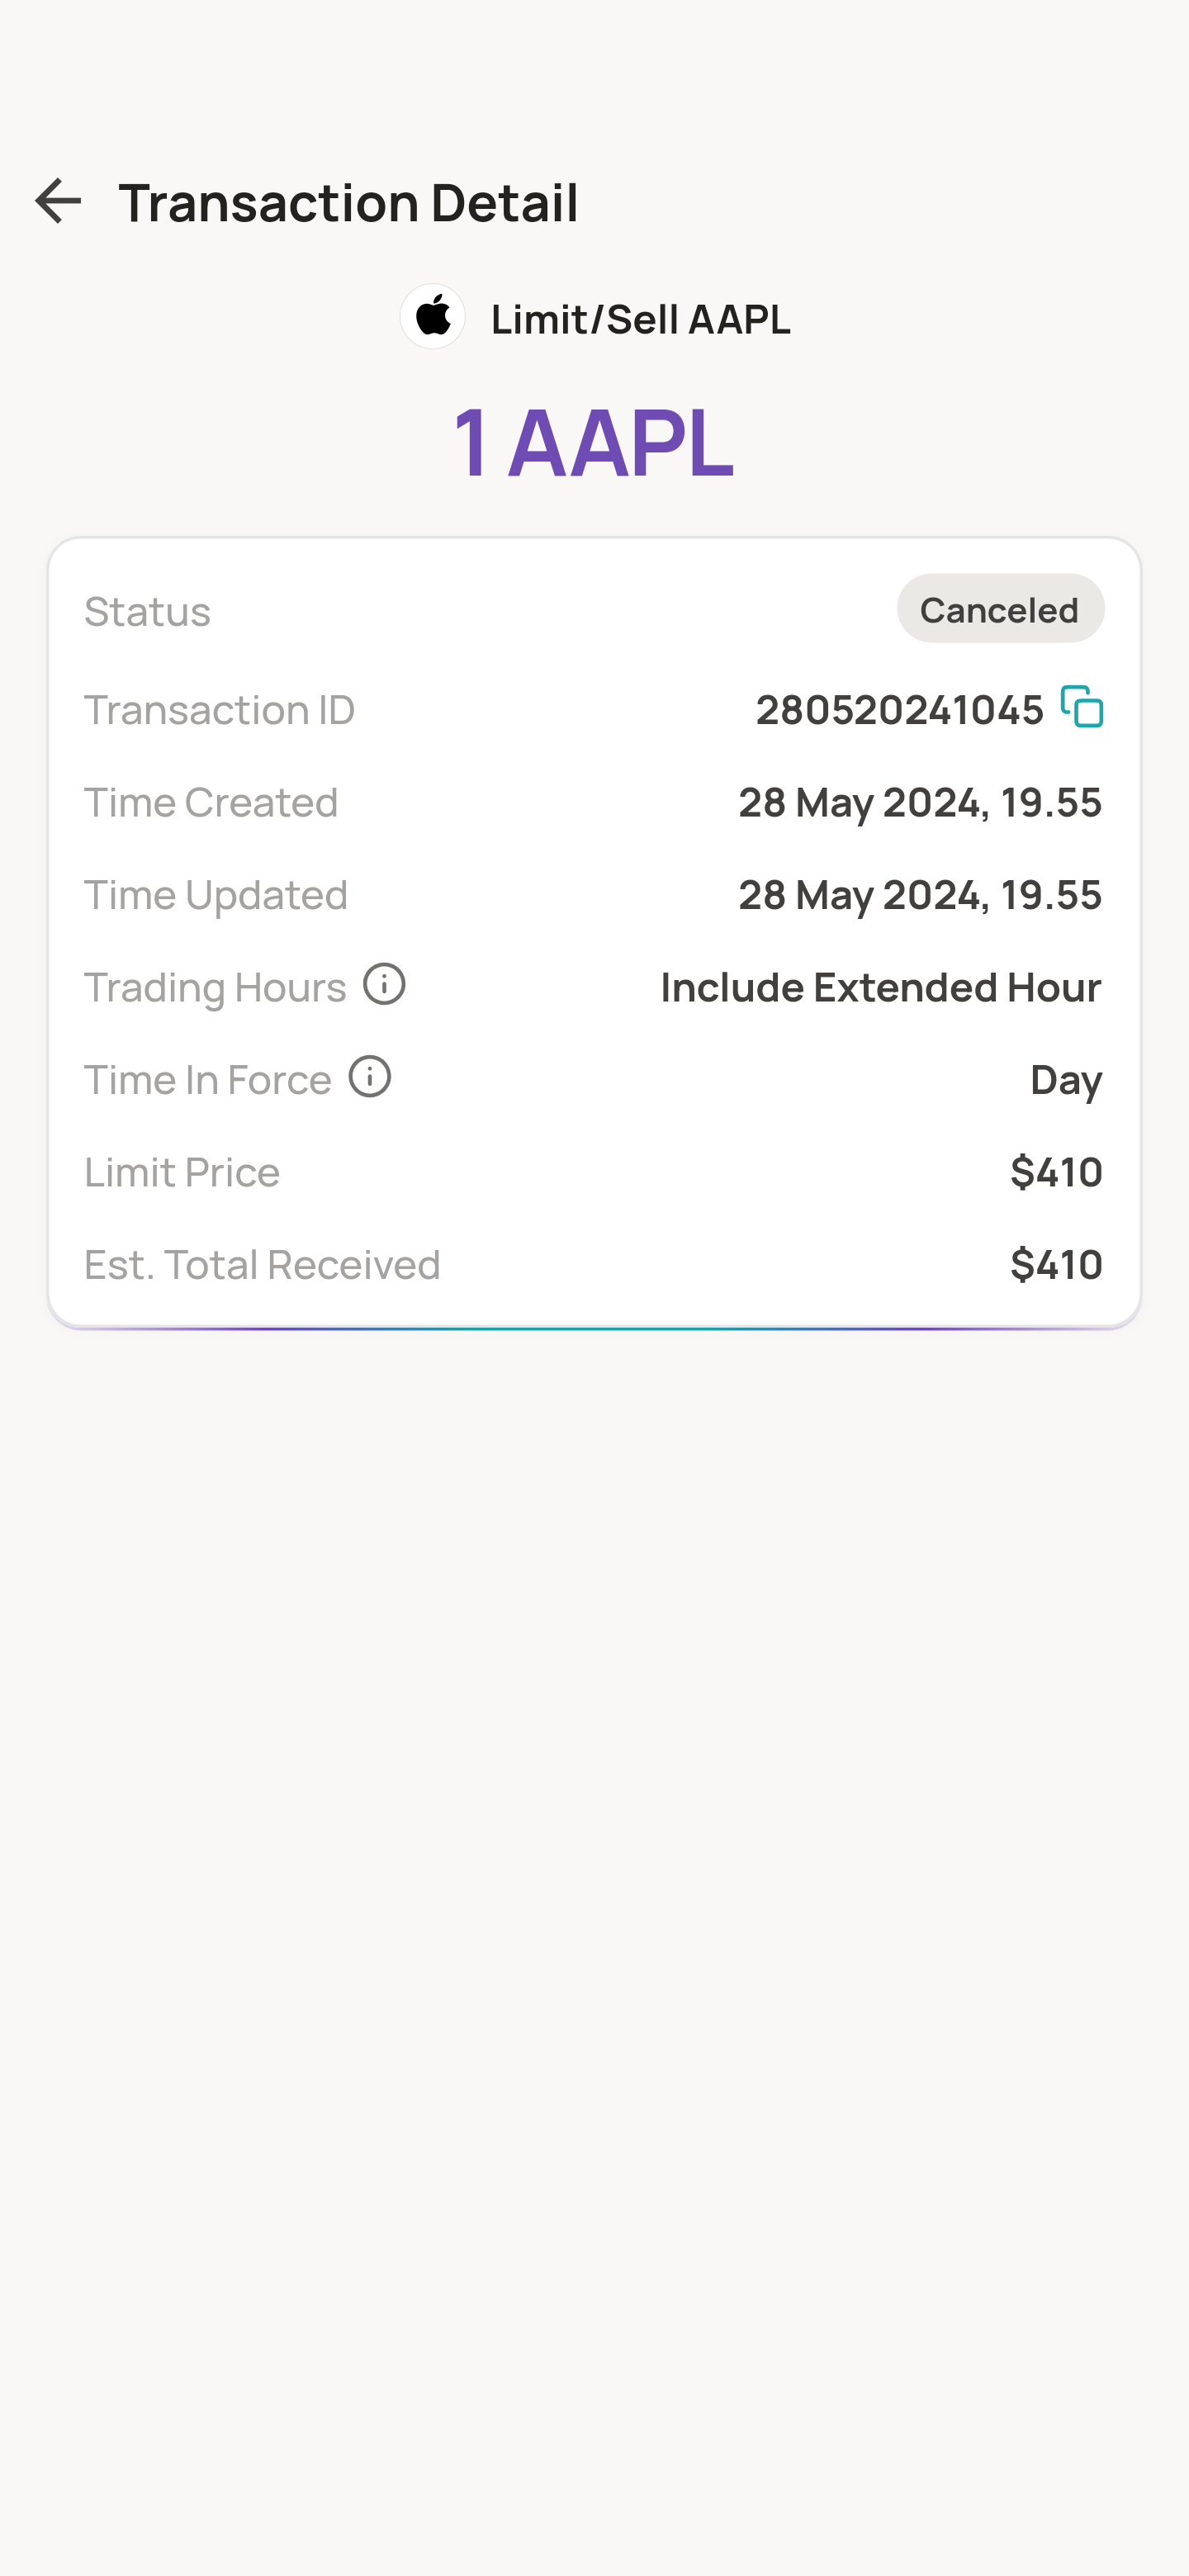 Transaction Detail
Limit/Sell AAPL
1 AAPL
Status Canceled
Transaction ID 280520241045
Time Created 28 May 2024, 19.55
Time Updated 28 May 2024, 19.55
Trading Hours Include Extended Hour
Time In Force Day
Limit Price $410
Est. Total Received $410